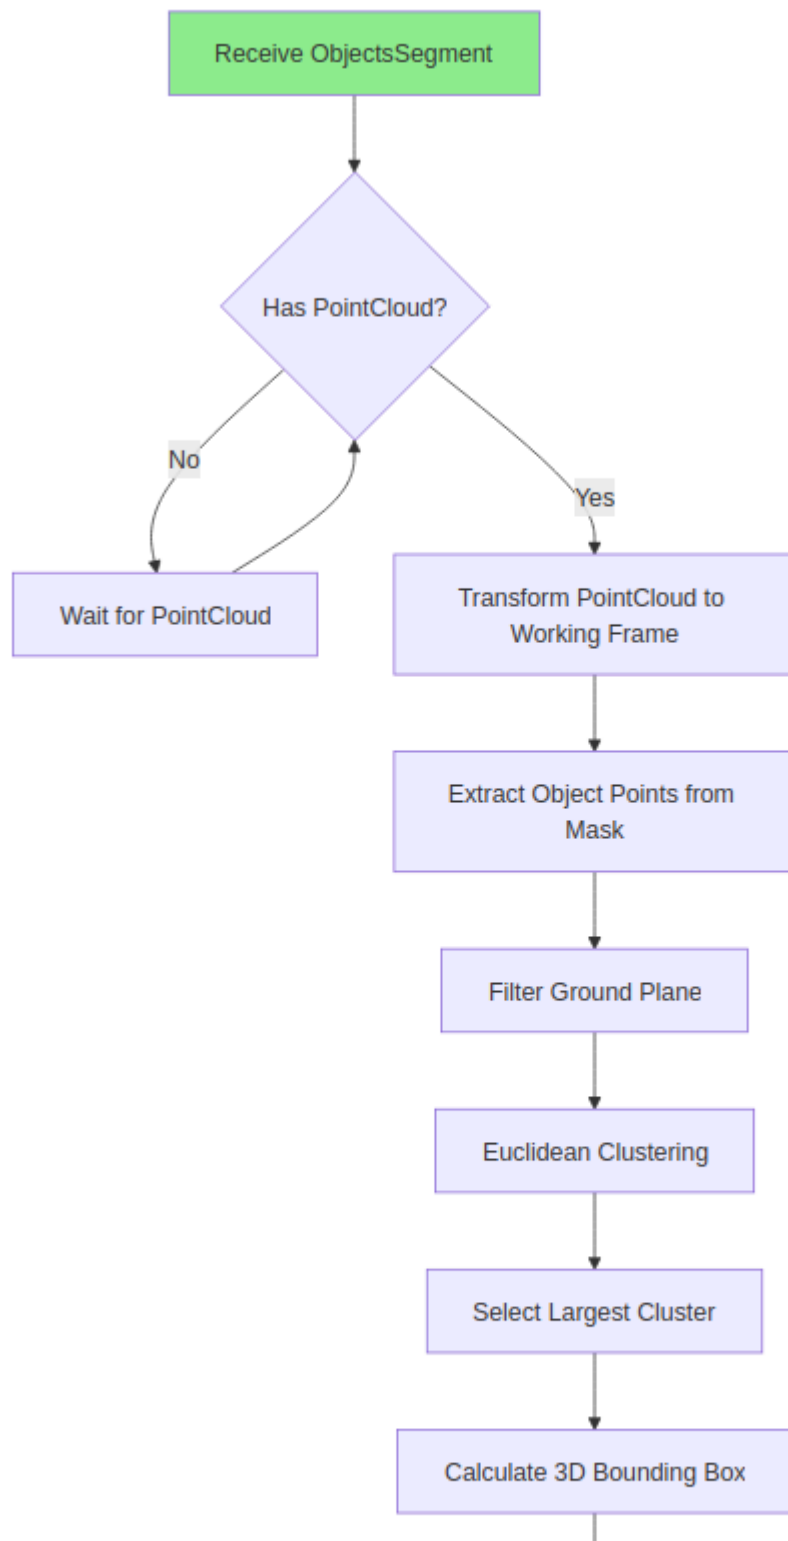 Receive ObjectsSegment
Has PointCloud?
No
Yes
Wait for PointCloud
Transform PointCloud to
Working Frame
Extract Object Points from
Mask
Filter Ground Plane
Euclidean Clustering
Select Largest Cluster
Calculate 3D Bounding Box